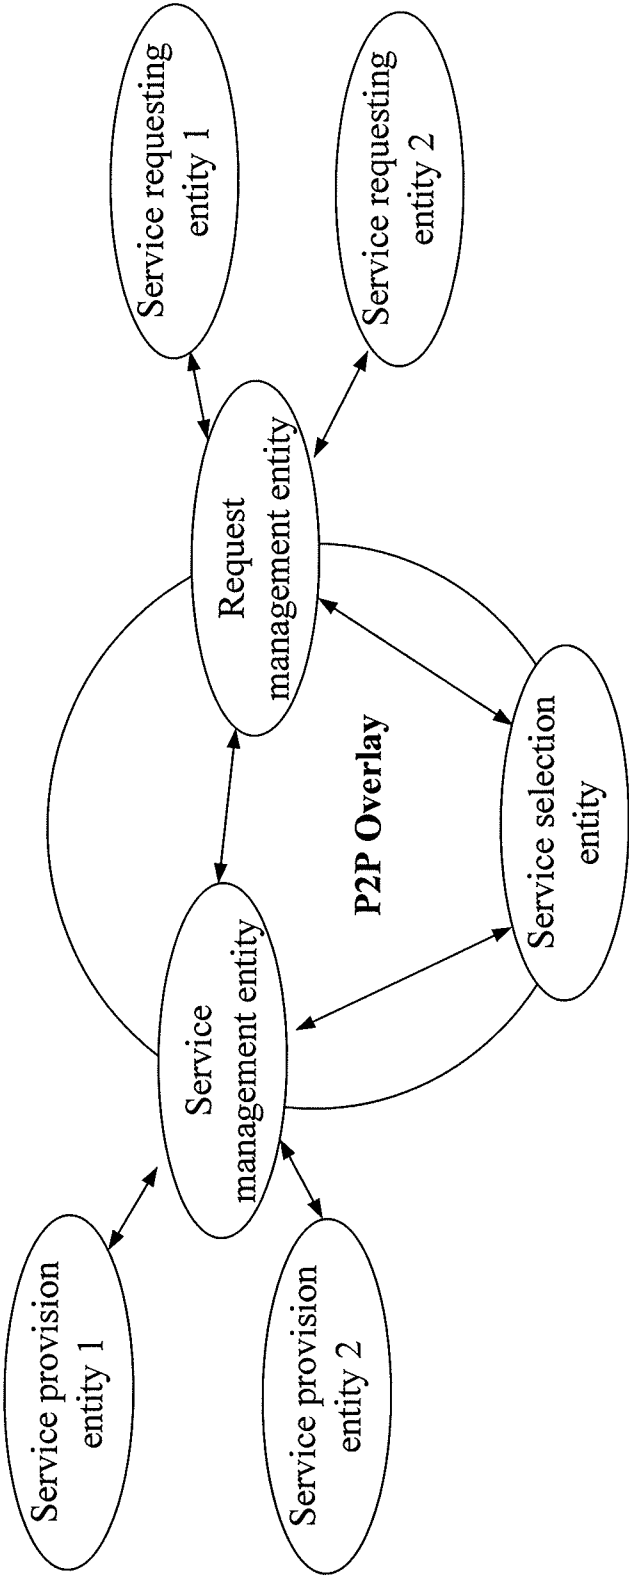 Service provision
entity 1
Service provision
entity 2
Service
management entity
P2P Overlay
Request
management entity
Service selection
entity
Service requesting
entity 1
Service requesting
entity 2